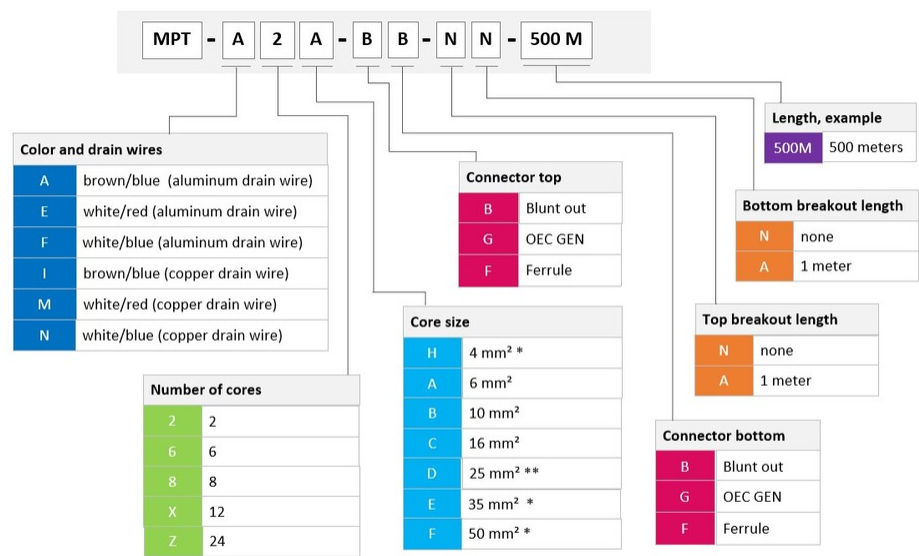 MPT - A 2 A - B B - N N - 500 M
Color and drain wires
A brown/blue (aluminum drain wire)
E white/red (aluminum drain wire)
F white/blue (aluminum drain wire)
I brown/blue (copper drain wire)
M white/red (copper drain wire)
N white/blue (copper drain wire)
Number of cores
2 2
6 6
8 8
X 12
Z 24
Connector top
B Blunt out
G OEC GEN
F Ferrule
Core size
H 4 mm² *
A 6 mm²
B 10 mm²
C 16 mm²
D 25 mm² **
E 35 mm² *
F 50 mm² *
Length, example
500M 500 meters
Bottom breakout length
N none
A 1 meter
Top breakout length
N none
A 1 meter
Connector bottom
B Blunt out
G OEC GEN
F Ferrule